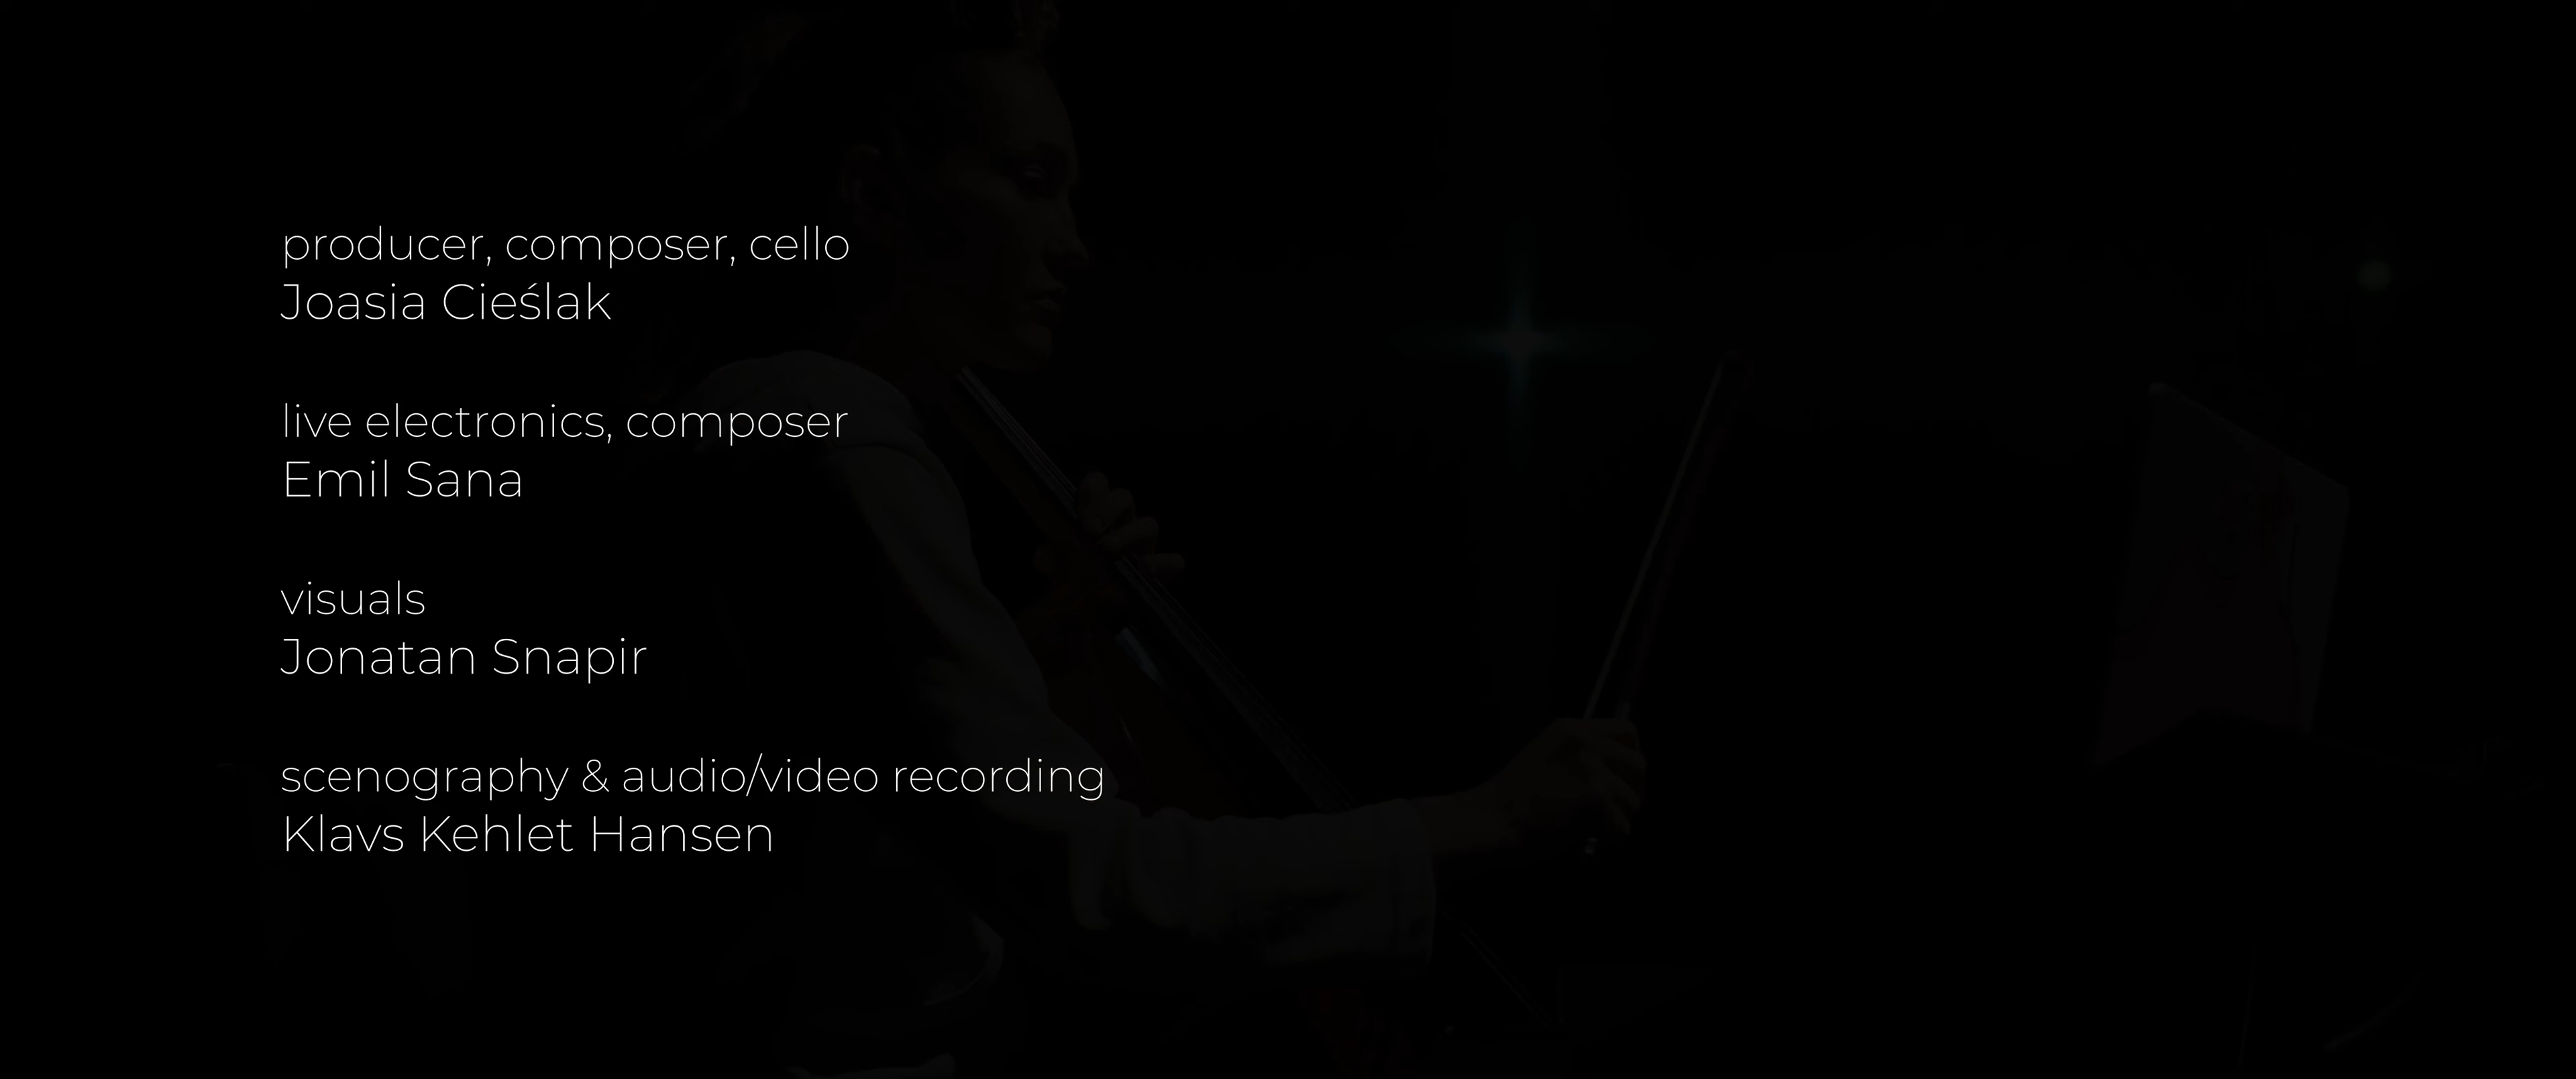 producer, composer, cello
Joasia Cieślak
live electronics, composer
Emil Sana
visuals
Jonatan Snapir
scenography & audio/video recording
Klavs Kehlet Hansen